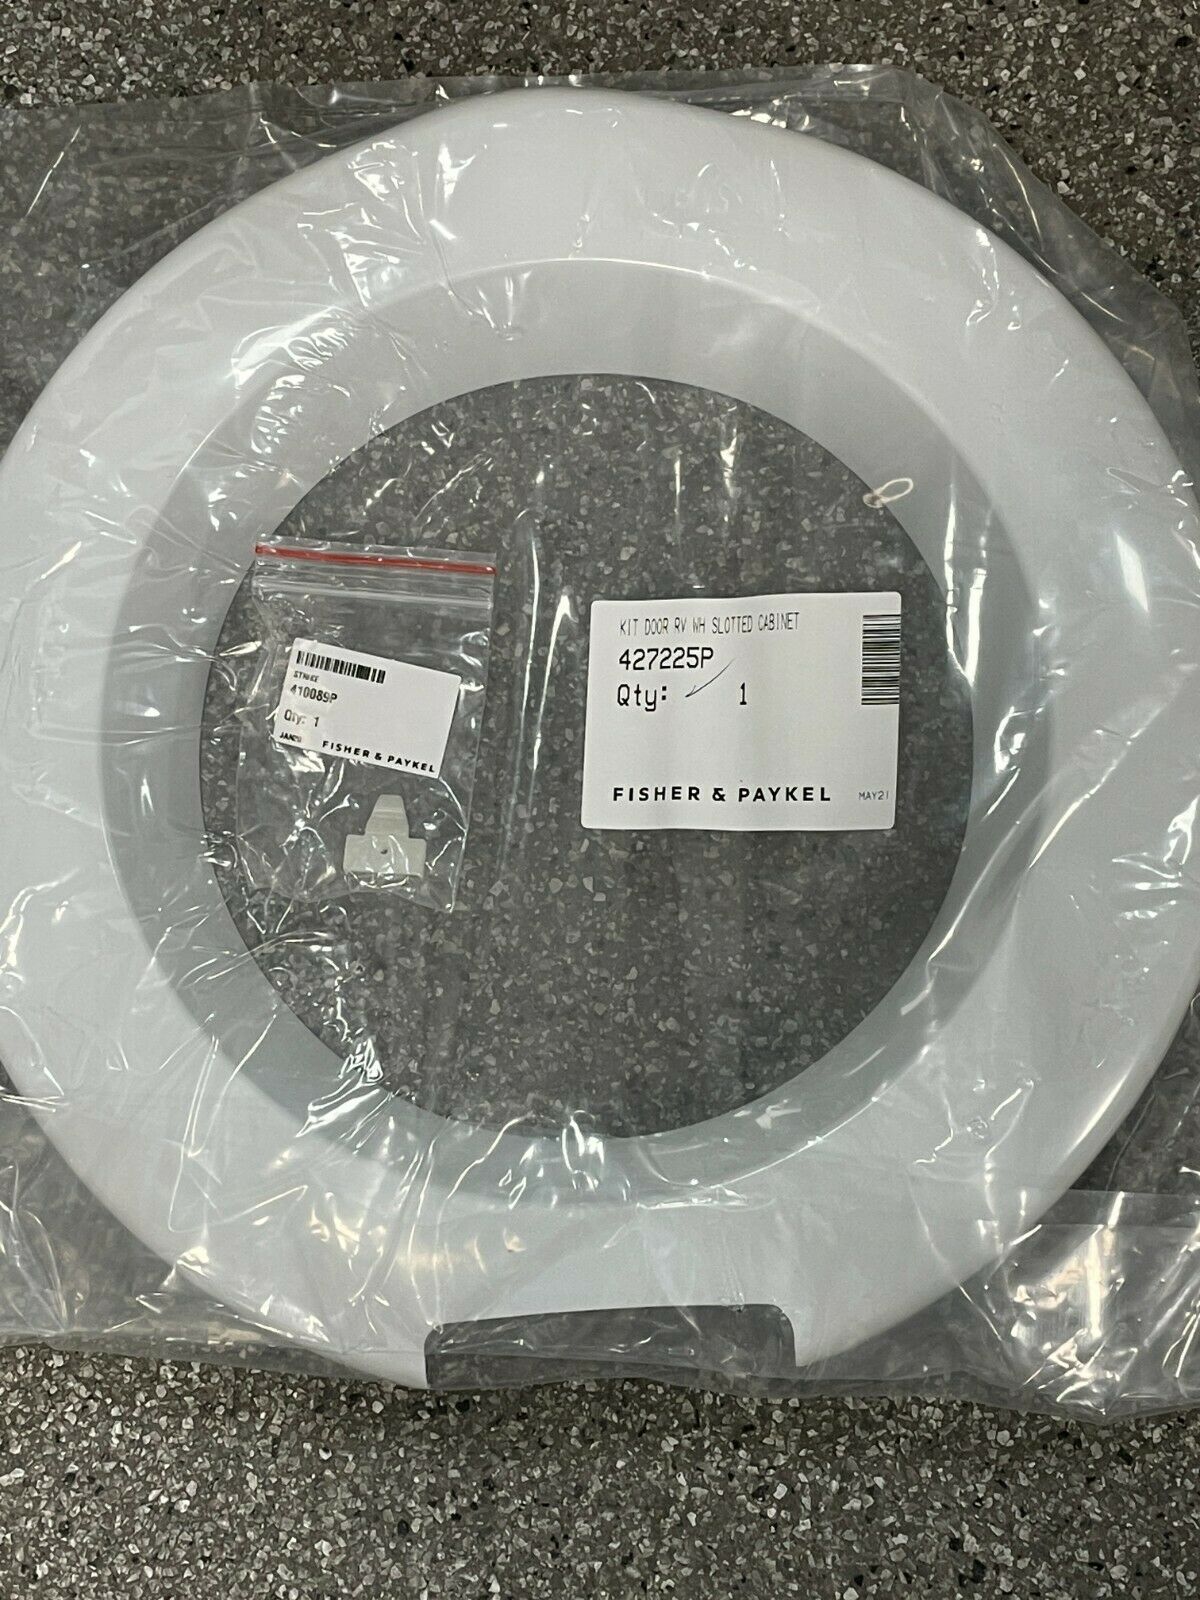 KIT DOOR RV WH SLOTTED CABINET
427225P
Qty: 1
FISHER & PAYKEL MAY21
STRIKE
410089P
Qty: 1
FISHER & PAYKEL